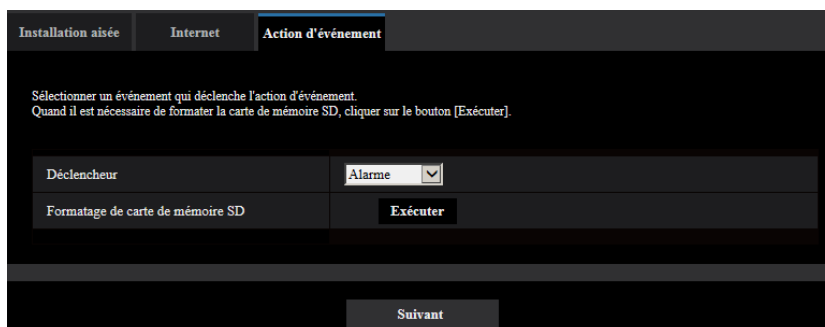 Installation aisée Internet Action d'événement
Sélectionner un événement qui déclenche l'action d'événement.
Quand il est nécessaire de formater la carte de mémoire SD, cliquer sur le bouton [Exécuter].
Déclencheur Alarme
Formatage de carte de mémoire SD Exécuter
Suivant